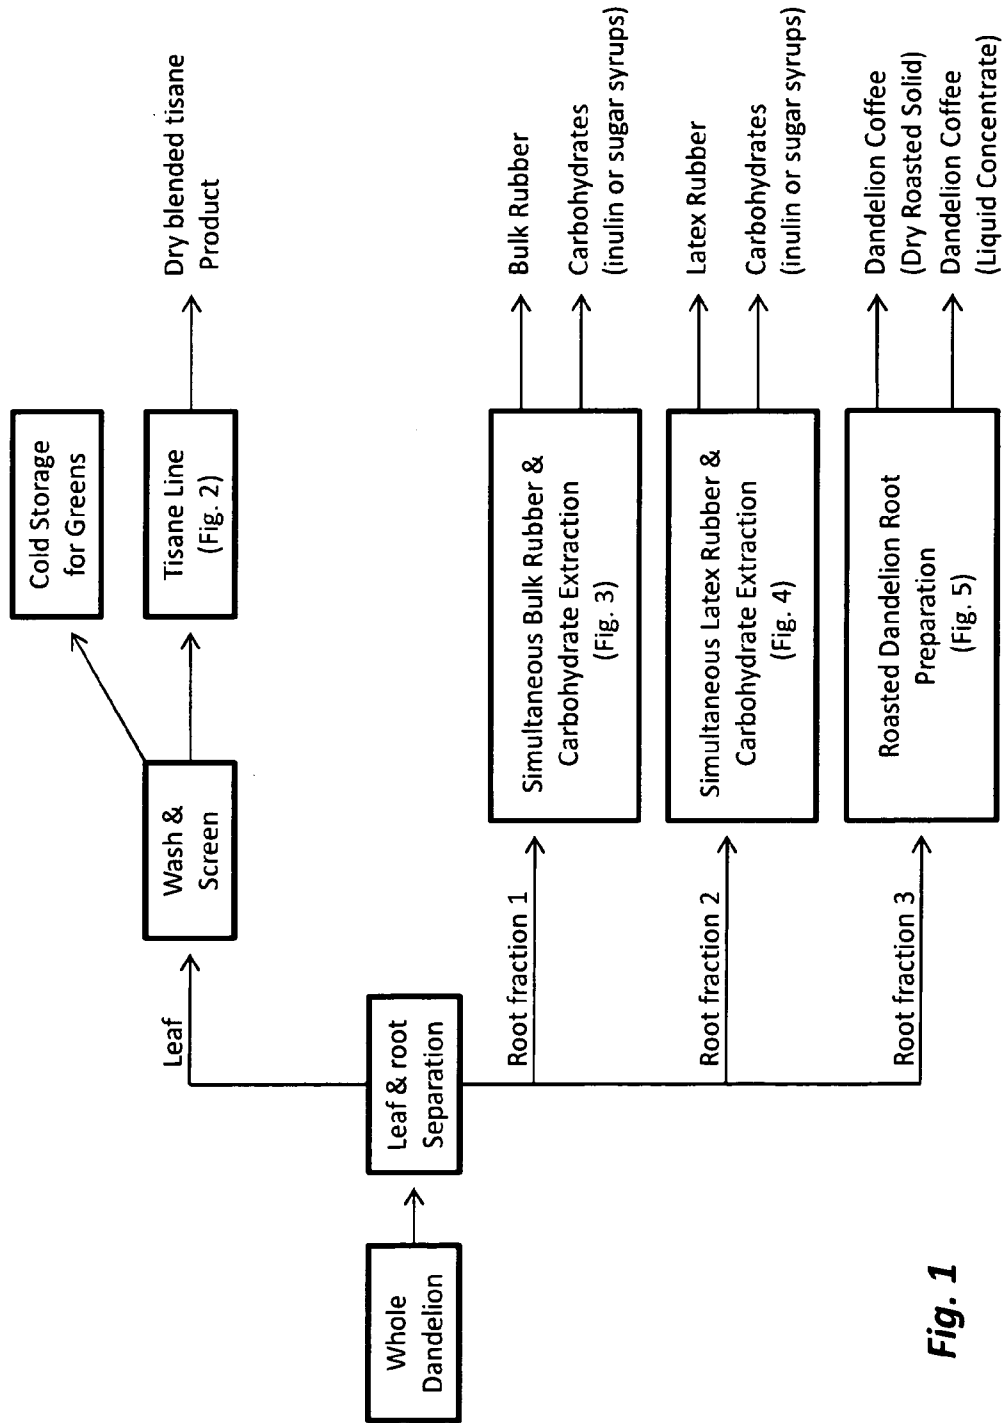 Whole
Dandelion
Leaf & root
Separation
Leaf
Wash &
Screen
Cold Storage
for Greens
Tisane Line
(Fig. 2)
Dry blended tisane
Product
Root fraction 1
Simultaneous Bulk Rubber &
Carbohydrate Extraction
(Fig. 3)
Bulk Rubber
Carbohydrates
(inulin or sugar syrups)
Root fraction 2
Simultaneous Latex Rubber &
Carbohydrate Extraction
(Fig. 4)
Latex Rubber
Carbohydrates
(inulin or sugar syrups)
Root fraction 3
Roasted Dandelion Root
Preparation
(Fig. 5)
Dandelion Coffee
(Dry Roasted Solid)
Dandelion Coffee
(Liquid Concentrate)
Fig. 1